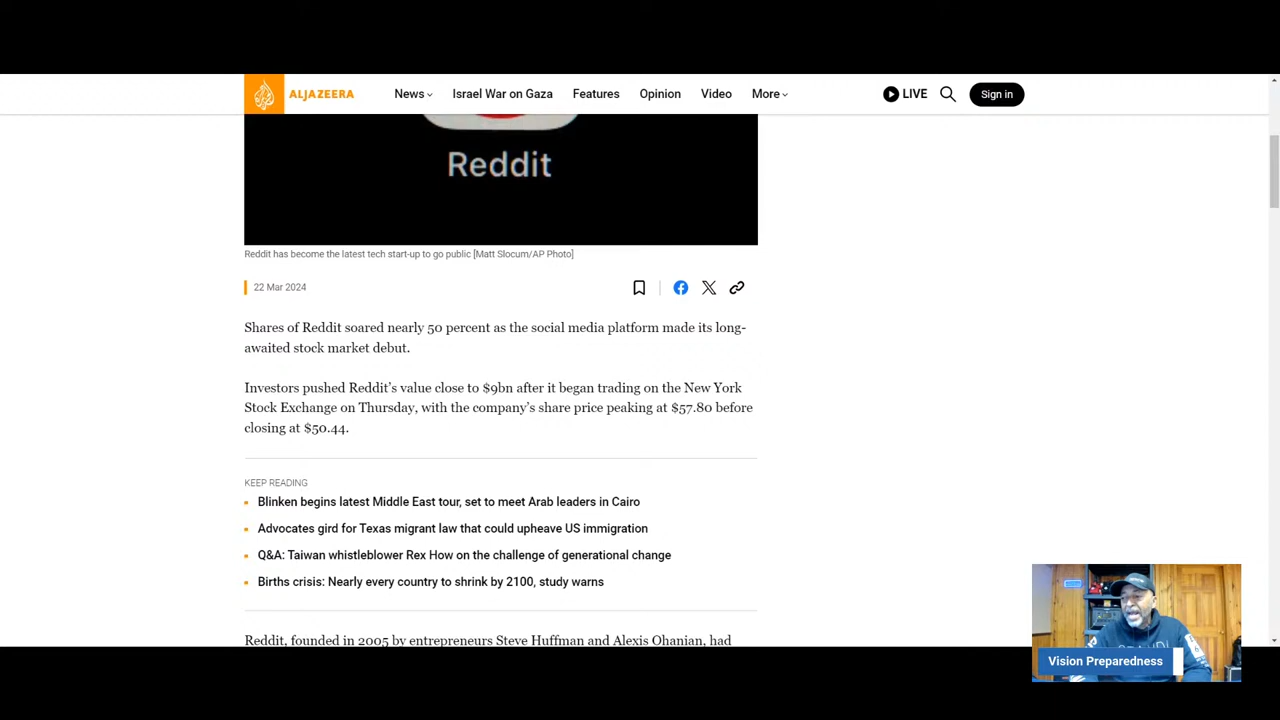 ALJAZEERA News Israel War on Gaza Features Opinion Video More LIVE Sign in
Reddit
Reddit has become the latest tech start-up to go public [Matt Slocum/AP Photo]
22 Mar 2024
Shares of Reddit soared nearly 50 percent as the social media platform made its long-
awaited stock market debut.
Investors pushed Reddit's value close to $9bn after it began trading on the New York
Stock Exchange on Thursday, with the company's share price peaking at $57.80 before
closing at $50.44.
KEEP READING
Blinken begins latest Middle East tour, set to meet Arab leaders in Cairo
Advocates gird for Texas migrant law that could upheave US immigration
Q&A: Taiwan whistleblower Rex How on the challenge of generational change
Births crisis: Nearly every country to shrink by 2100, study warns
Reddit, founded in 2005 by entrepreneurs Steve Huffman and Alexis Ohanian, had
Vision Preparedness